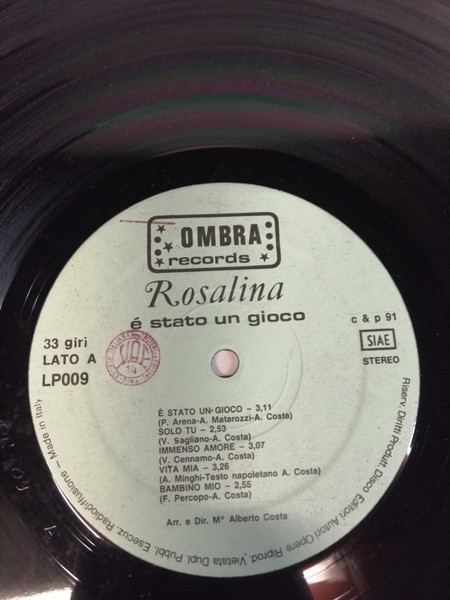 OMBRA
records
Rosalina
é stato un gioco
33 giri
LATO A
LP009
c & p 91
SIAE
STEREO
È STATO UN GIOCO – 3,11
(P. Arena-A. Matarozzi-A. Costa)
SOLO TU – 2,53
(V. Sagliano-A. Costa)
IMMENSO AMORE – 3,07
(V. Cennamo-A. Costa)
VITA MIA – 3,26
(A. Minghi-Testo napoletano A. Costa)
BAMBINO MIO – 2,55
(F. Percopo-A. Costa)
Arr. e Dir. Mº Alberto Costa
Riserv. Diritti Produtt. Disco Editori Autori Opere Riprod. Vietata Dupl. Pubbl. Esecuz. Radiodiffusione – Made in Italy